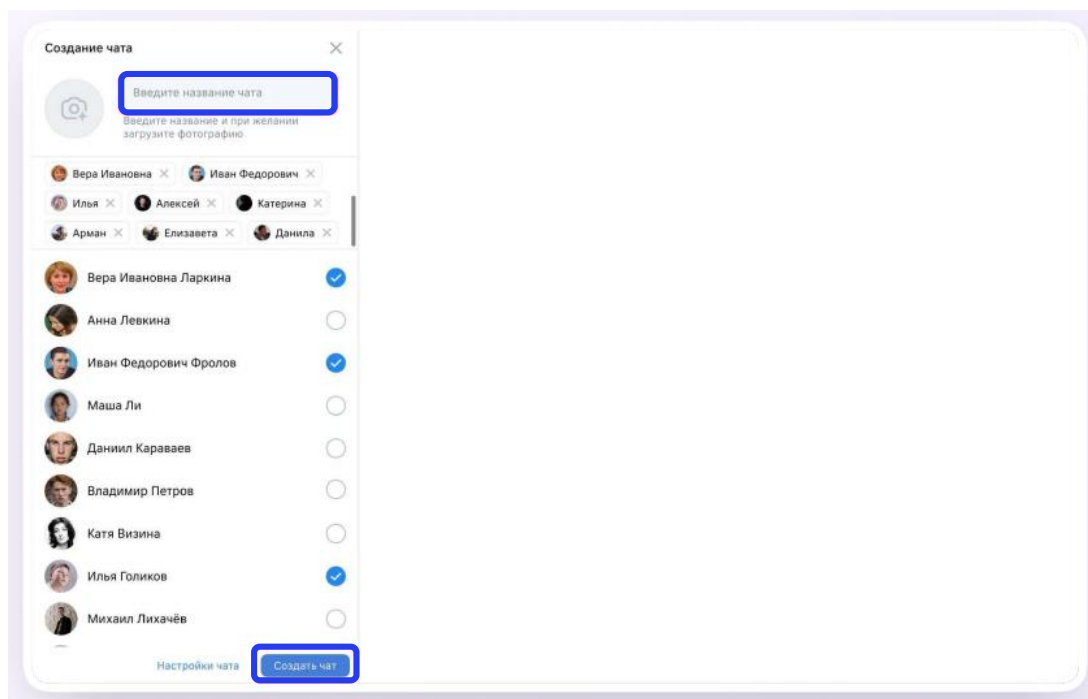 Создание чата
Введите название чата
Введите название и при желании
загрузите фотографию
Вера Ивановна Иван Федорович
Илья Алексей Катерина
Арман Елизавета Данила
Вера Ивановна Ларкина
Анна Левкина
Иван Федорович Фролов
Маша Ли
Даниил Караваев
Владимир Петров
Катя Визина
Илья Голиков
Михаил Лихачёв
Настройки чата Создать чат